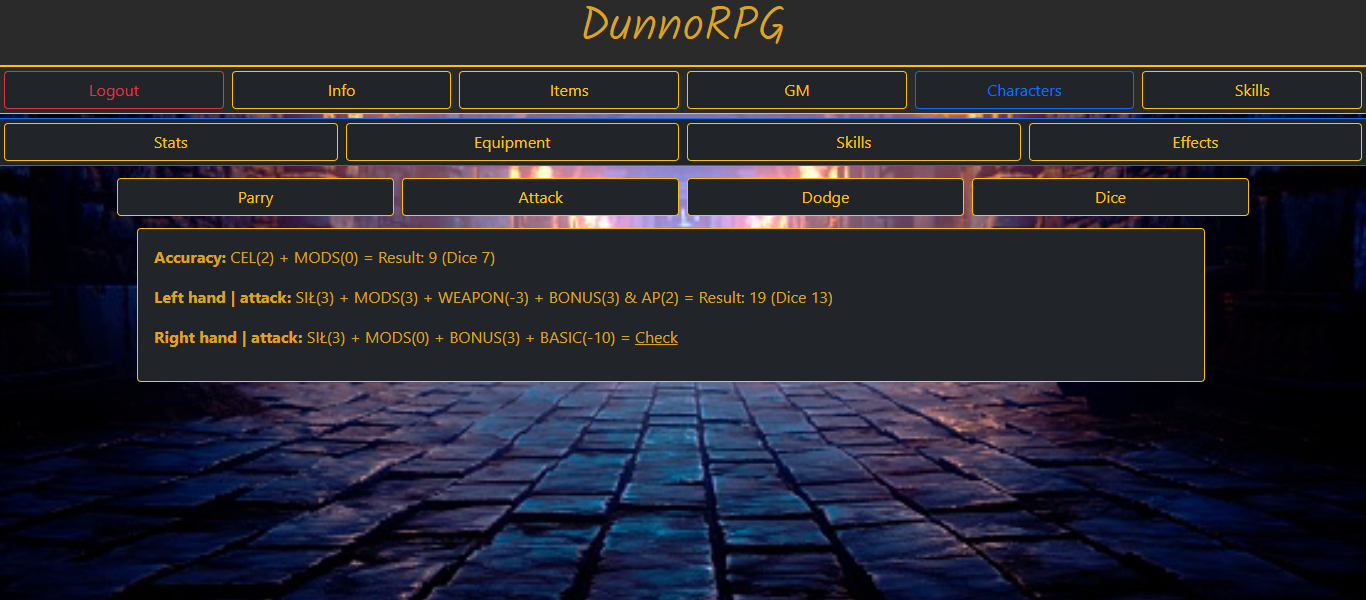 DunnoRPG
Logout Info Items GM Characters Skills
Stats Equipment Skills Effects
Parry Attack Dodge Dice
Accuracy: CEL(2) + MODS(0) = Result: 9 (Dice 7)
Left hand | attack: SIŁ(3) + MODS(3) + WEAPON(-3) + BONUS(3) & AP(2) = Result: 19 (Dice 13)
Right hand | attack: SIŁ(3) + MODS(0) + BONUS(3) + BASIC(-10) = Check